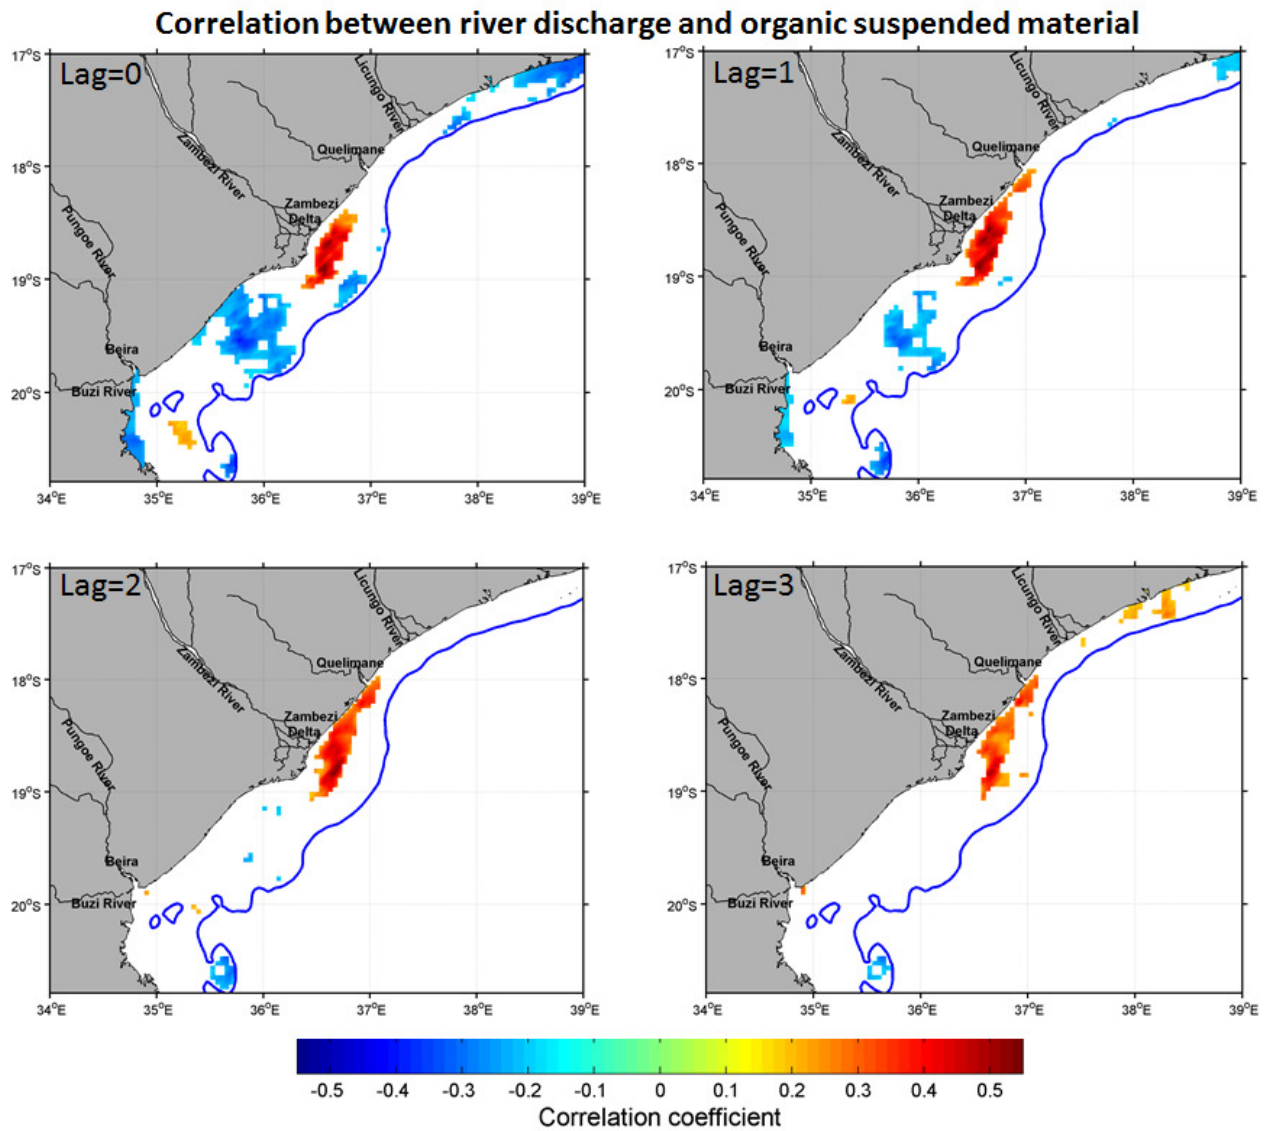 Correlation between river discharge and organic suspended material
Lag=0
17°S
18°S
19°S
20°S
34°E
35°E
36°E
37°E
38°E
39°E
Licungo River
Zambezi River
Quelimane
Zambezi
Delta
Pungoe River
Beira
Buzi River
Lag=1
17°S
18°S
19°S
20°S
34°E
35°E
36°E
37°E
38°E
39°E
Licungo River
Zambezi River
Quelimane
Zambezi
Delta
Pungoe River
Beira
Buzi River
Lag=2
17°S
18°S
19°S
20°S
34°E
35°E
36°E
37°E
38°E
39°E
Licungo River
Zambezi River
Quelimane
Zambezi
Delta
Pungoe River
Beira
Buzi River
Lag=3
17°S
18°S
19°S
20°S
34°E
35°E
36°E
37°E
38°E
39°E
Licungo River
Zambezi River
Quelimane
Zambezi
Delta
Pungoe River
Beira
Buzi River
-0.5 -0.4 -0.3 -0.2 -0.1 0 0.1 0.2 0.3 0.4 0.5
Correlation coefficient